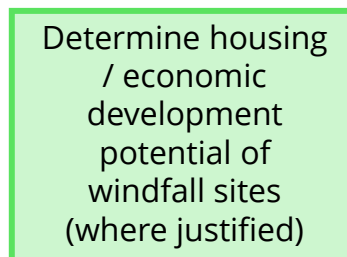 Determine housing
/ economic
development
potential of
windfall sites
(where justified)